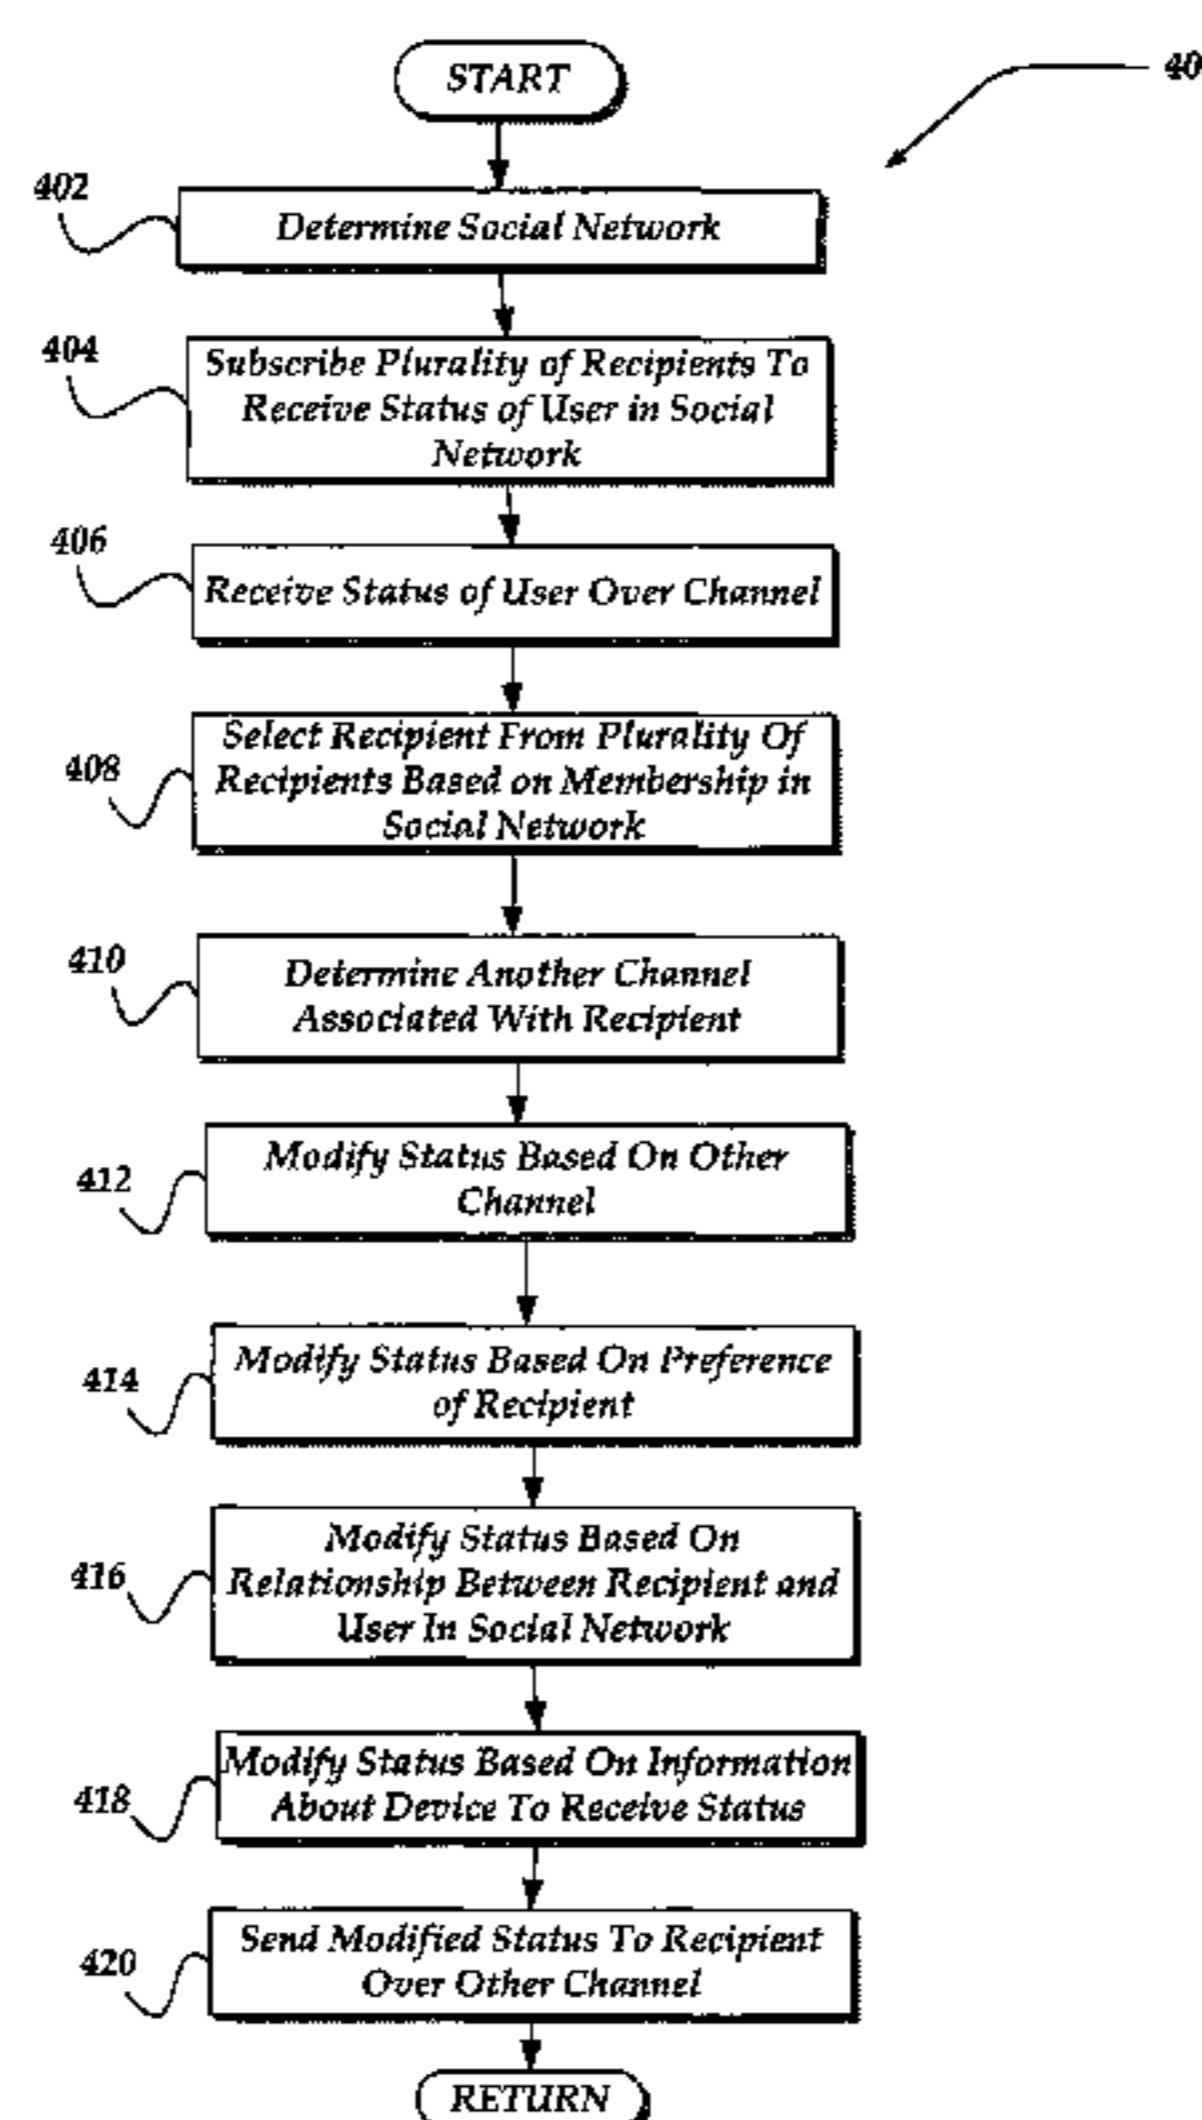 START
40
402
Determine Social Network
404
Subscribe Plurality of Recipients To
Receive Status of User in Social
Network
406
Receive Status of User Over Channel
408
Select Recipient From Plurality Of
Recipients Based on Membership in
Social Network
410
Determine Another Channel
Associated With Recipient
412
Modify Status Based On Other
Channel
414
Modify Status Based On Preference
of Recipient
416
Modify Status Based On
Relationship Between Recipient and
User In Social Network
418
Modify Status Based On Information
About Device To Receive Status
420
Send Modified Status To Recipient
Over Other Channel
RETURN